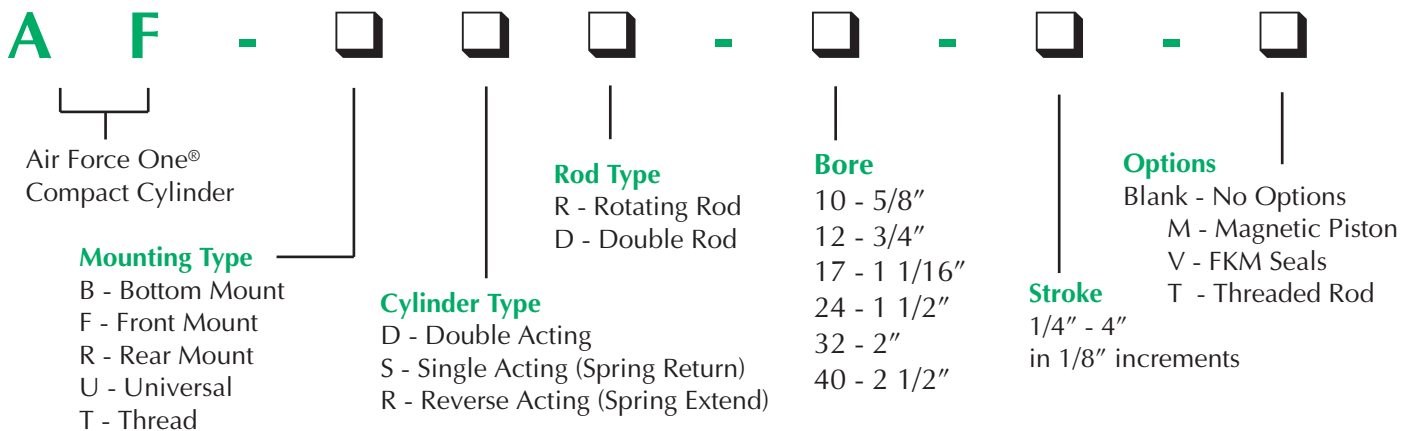 A F - ❑ ❑ ❑ - ❑ - ❑ - ❑
Air Force One®
Compact Cylinder
Mounting Type
B - Bottom Mount
F - Front Mount
R - Rear Mount
U - Universal
T - Thread
Cylinder Type
D - Double Acting
S - Single Acting (Spring Return)
R - Reverse Acting (Spring Extend)
Rod Type
R - Rotating Rod
D - Double Rod
Bore
10 - 5/8″
12 - 3/4″
17 - 1 1/16″
24 - 1 1/2″
32 - 2″
40 - 2 1/2″
Stroke
1/4″ - 4″
in 1/8″ increments
Options
Blank - No Options
M - Magnetic Piston
V - FKM Seals
T - Threaded Rod